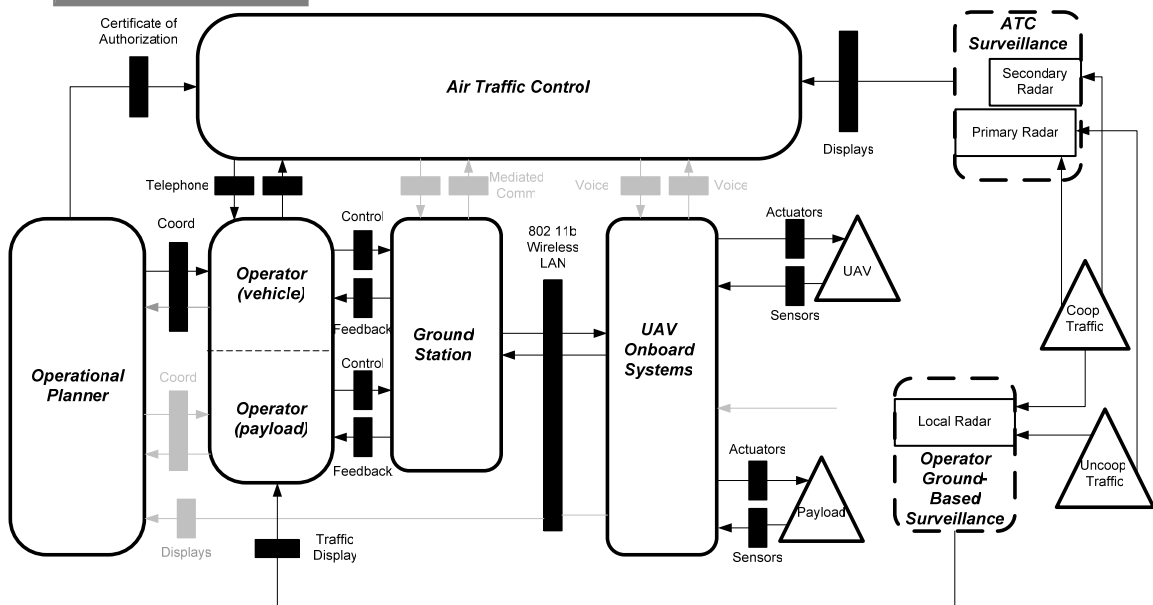 Certificate of
Authorization
Air Traffic Control
ATC
Surveillance
Secondary
Radar
Primary Radar
Displays
Telephone
Mediated
Comm
Voice
Voice
Coord
Control
802 11b
Wireless
LAN
Actuators
UAV
Sensors
Operator
(vehicle)
Feedback
Ground
Station
UAV
Onboard
Systems
Coop
Traffic
Operational
Planner
Coord
Control
Operator
(payload)
Feedback
Local Radar
Operator
Ground-
Based
Surveillance
Uncoop
Traffic
Actuators
Payload
Sensors
Displays
Traffic
Display